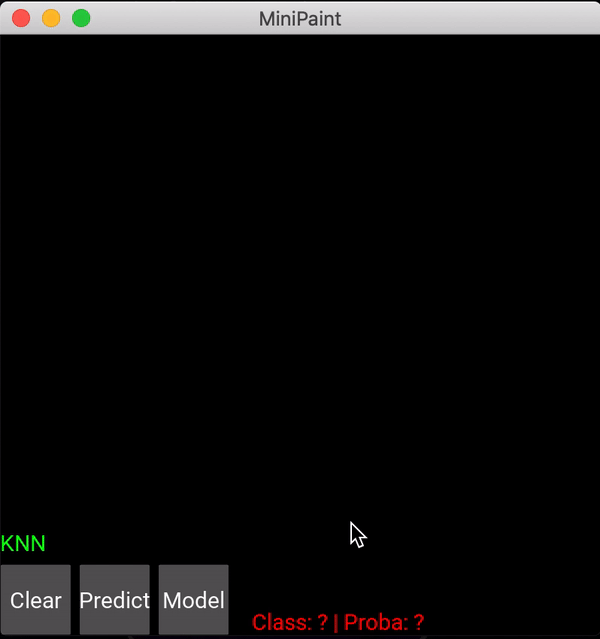 MiniPaint
KNN
Clear Predict Model
Class: ? | Proba: ?